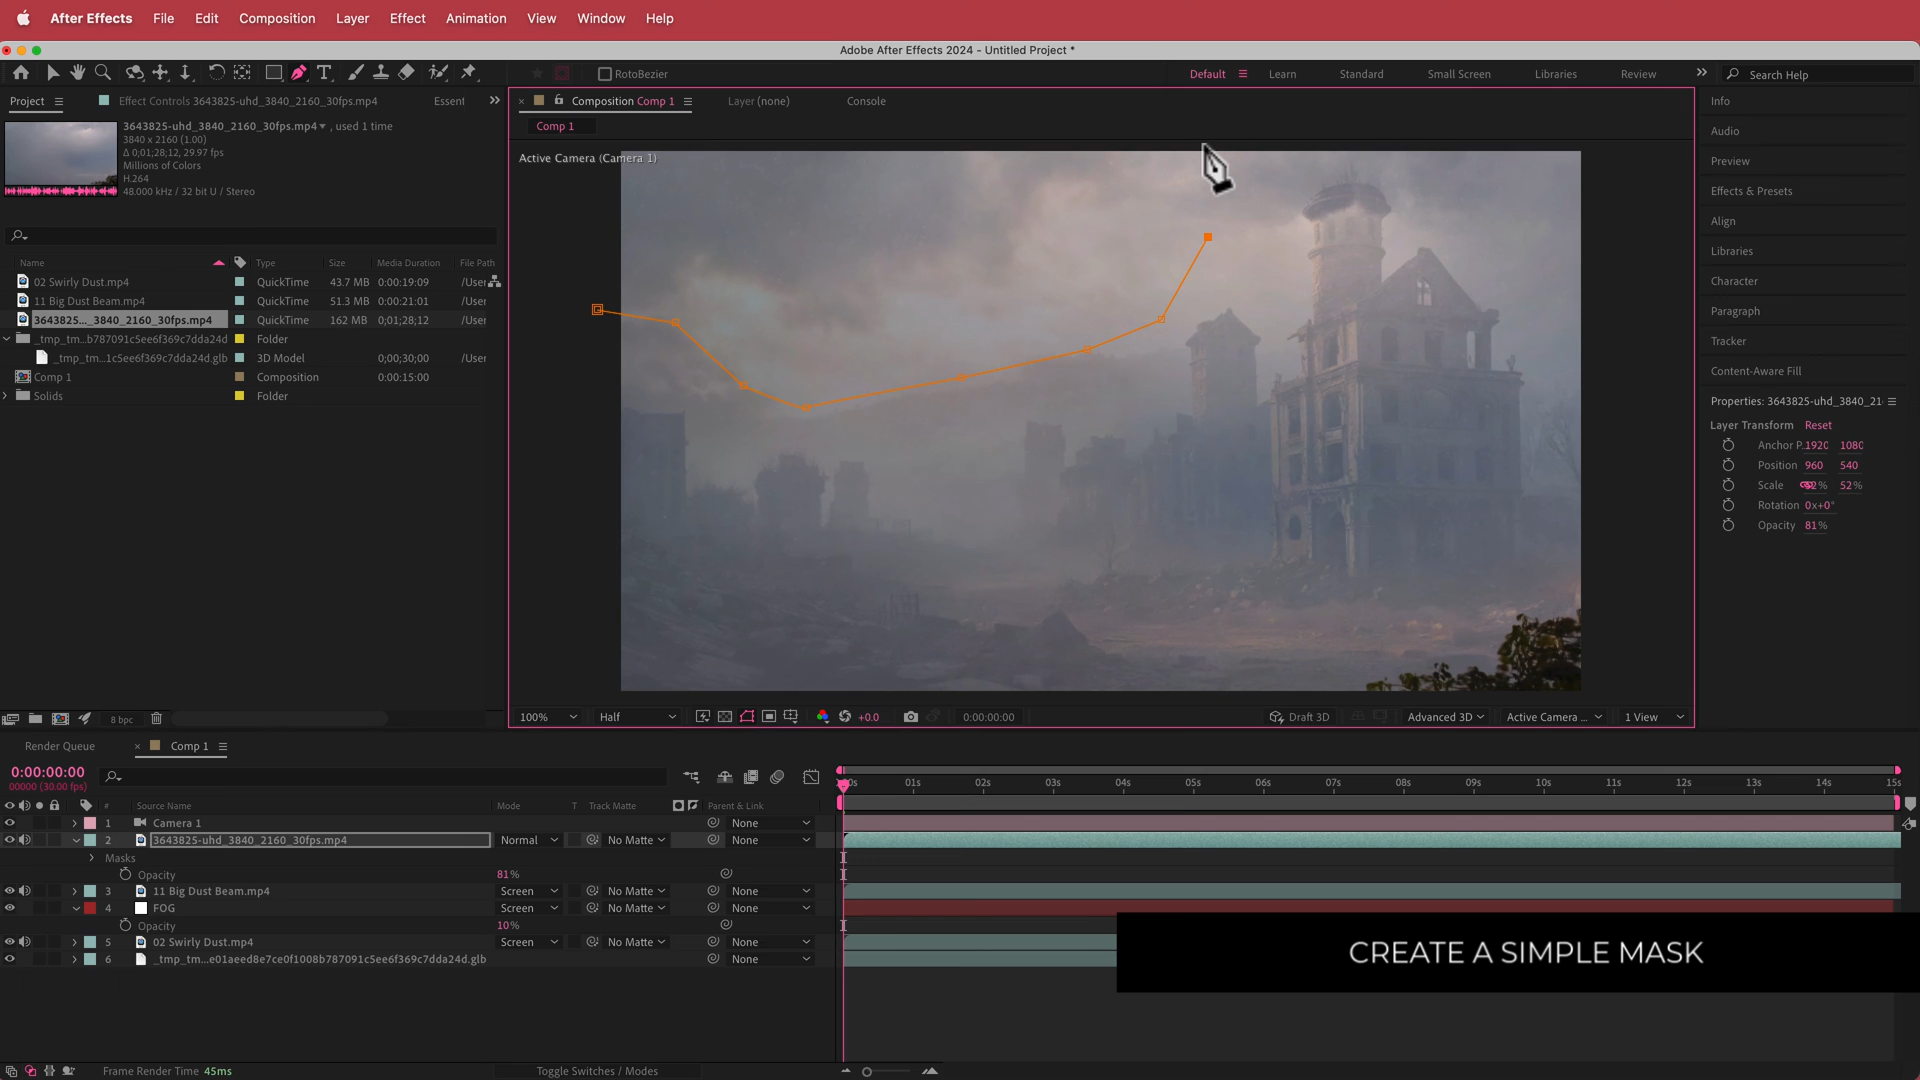 After Effects File Edit Composition Layer Effect Animation View Window Help
Adobe After Effects 2024 - Untitled Project *
RotoBezier
Default Learn Standard Small Screen Libraries Review Search Help
Project Effect Controls 3643825-uhd_3840_2160_30fps.mp4 Essent
Composition Comp 1 Layer (none) Console
Comp 1
3643825-uhd_3840_2160_30fps.mp4 , used 1 time
3840 x 2160 (1.00)
Δ 0;01;28;12, 29.97 fps
Millions of Colors
H.264
48.000 kHz / 32 bit U / Stereo
Active Camera (Camera 1)
Name Type Size Media Duration File Path
02 Swirly Dust.mp4 QuickTime 43.7 MB 0:00:19:09 /User
11 Big Dust Beam.mp4 QuickTime 51.3 MB 0:00:21:01 /User
3643825..._3840_2160_30fps.mp4 QuickTime 162 MB 0;01;28;12 /User
_tmp_tm...b787091c5ee6f369c7dda24d Folder
_tmp_tm...1c5ee6f369c7dda24d.glb 3D Model 0;00;30;00 /User
Comp 1 Composition 0:00:15:00
Solids Folder
Info
Audio
Preview
Effects & Presets
Align
Libraries
Character
Paragraph
Tracker
Content-Aware Fill
Properties: 3643825-uhd_3840_21
Layer Transform Reset
Anchor P. 1920 1080
Position 960 540
Scale 52% 52%
Rotation 0x+0°
Opacity 81%
8 bpc
100% Half +0.0 0:00:00:00 Draft 3D Advanced 3D Active Camera ... 1 View
Render Queue Comp 1
0:00:00:00
00000 (30.00 fps)
01s 02s 03s 04s 05s 06s 07s 08s 09s 10s 11s 12s 13s 14s 15s
# Source Name Mode T Track Matte Parent & Link
1 Camera 1 None
2 3643825-uhd_3840_2160_30fps.mp4 Normal No Matte None
Masks
Opacity 81%
3 11 Big Dust Beam.mp4 Screen No Matte None
4 FOG Screen No Matte None
Opacity 10%
5 02 Swirly Dust.mp4 Screen No Matte None
6 _tmp_tm...e01aeed8e7ce0f1008b787091c5ee6f369c7dda24d.glb None
CREATE A SIMPLE MASK
Frame Render Time 45ms Toggle Switches / Modes